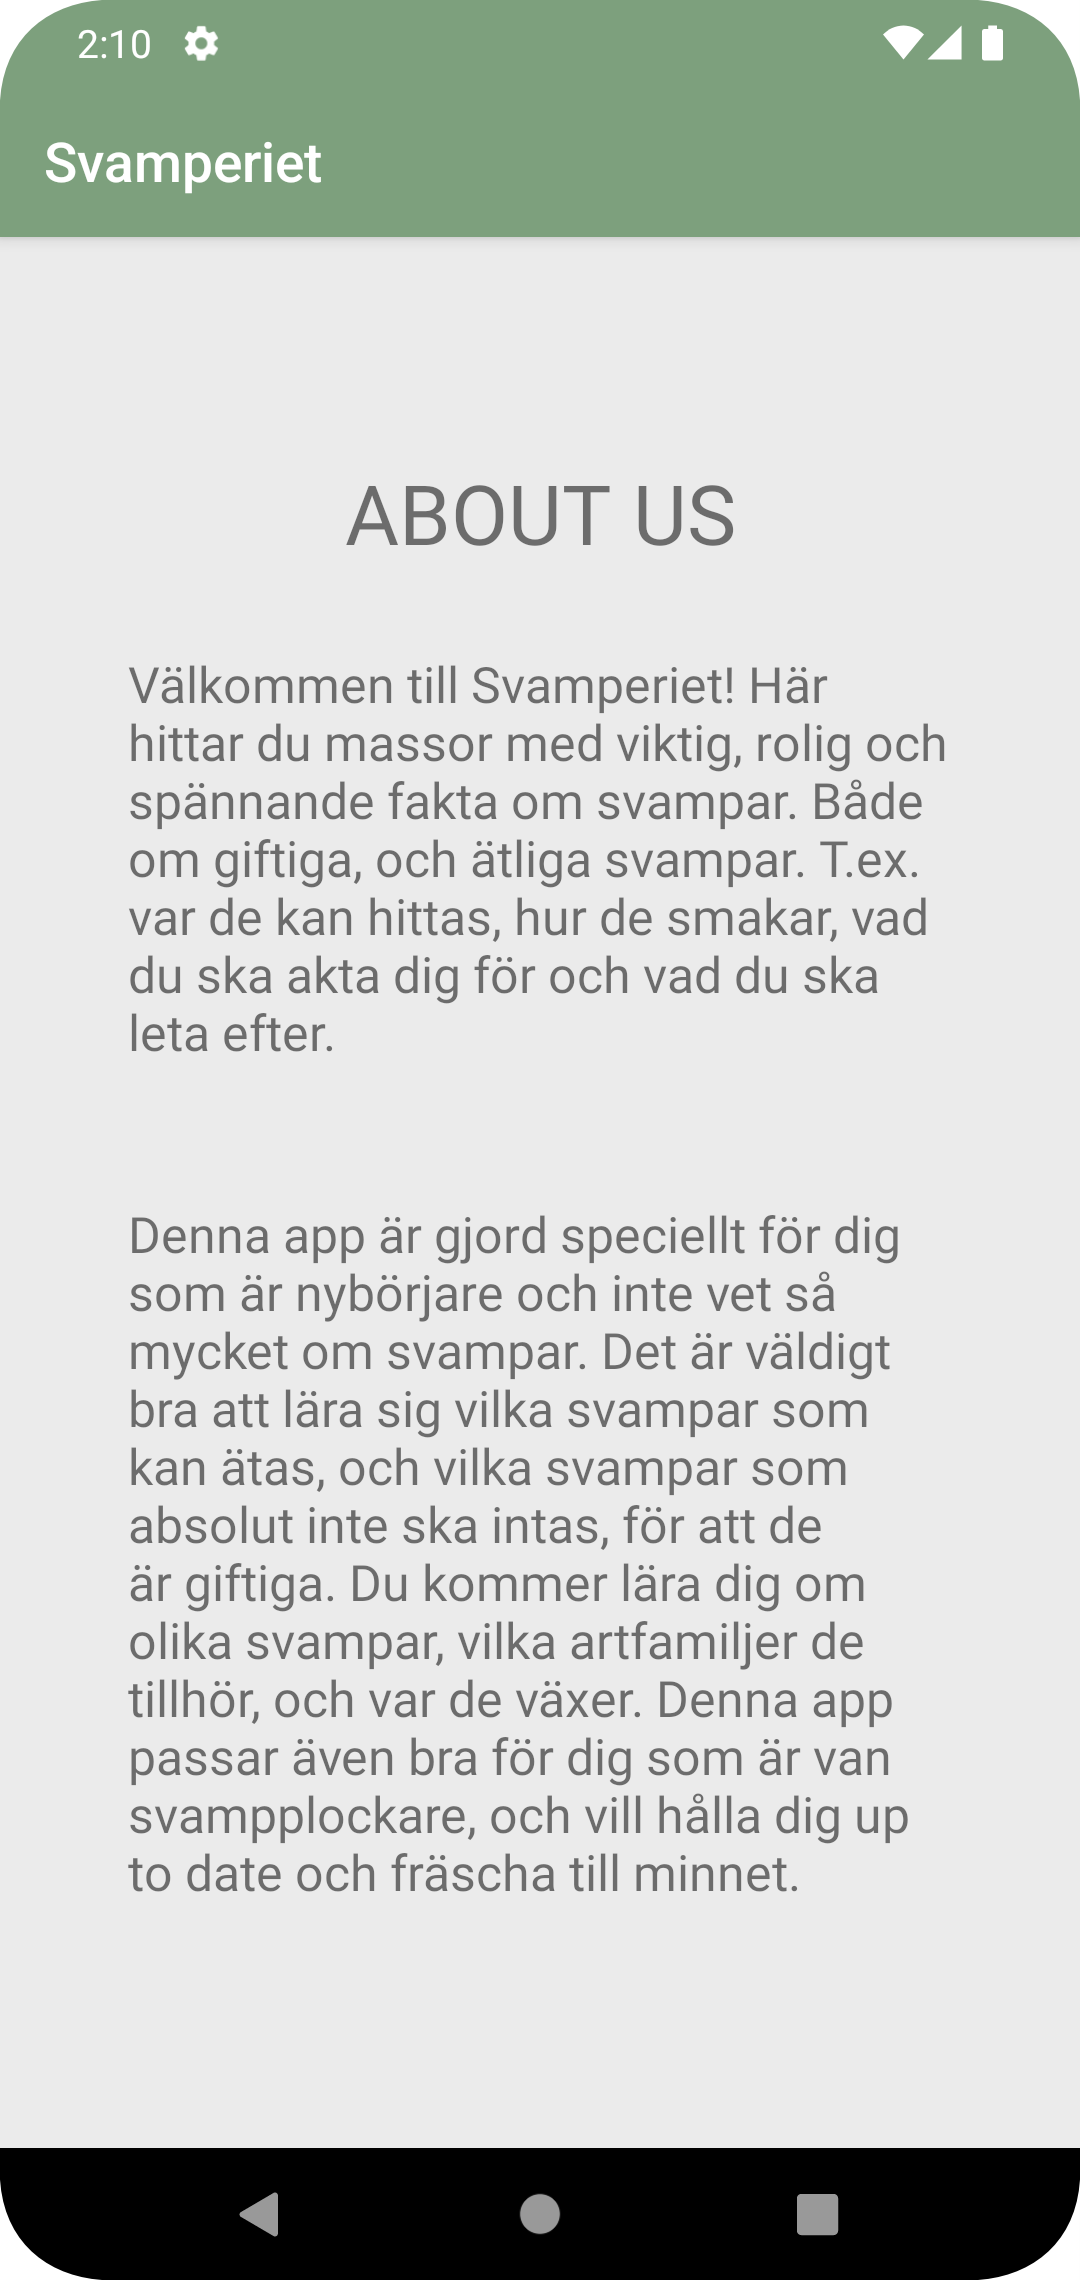 2:10
Svamperiet
ABOUT US
Välkommen till Svamperiet! Här
hittar du massor med viktig, rolig och
spännande fakta om svampar. Både
om giftiga, och ätliga svampar. T.ex.
var de kan hittas, hur de smakar, vad
du ska akta dig för och vad du ska
leta efter.
Denna app är gjord speciellt för dig
som är nybörjare och inte vet så
mycket om svampar. Det är väldigt
bra att lära sig vilka svampar som
kan ätas, och vilka svampar som
absolut inte ska intas, för att de
är giftiga. Du kommer lära dig om
olika svampar, vilka artfamiljer de
tillhör, och var de växer. Denna app
passar även bra för dig som är van
svampplockare, och vill hålla dig up
to date och fräscha till minnet.